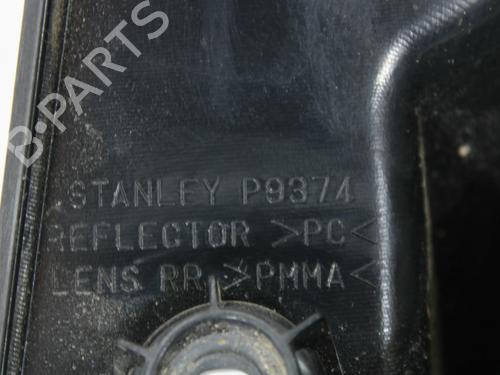 B-PARTS
STANLEY P9374
REFLECTOR >PC<
LENS RR >PMMA<